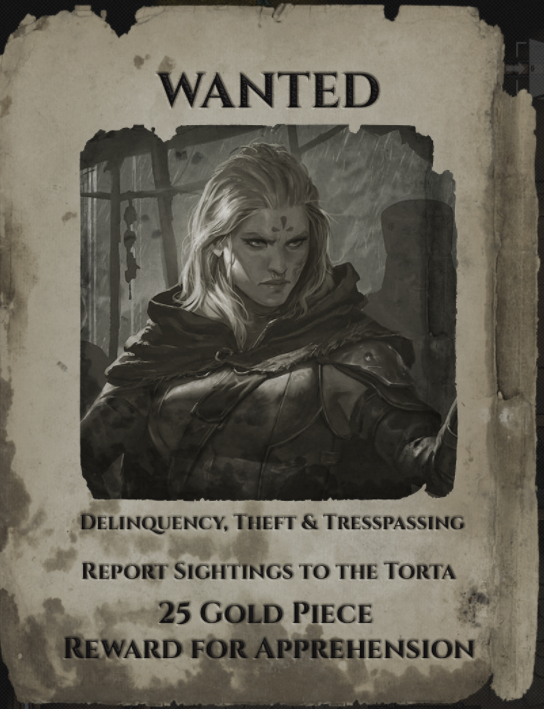 WANTED
DELINQUENCY, THEFT & TRESSPASSING
REPORT SIGHTINGS TO THE TORTA
25 GOLD PIECE
REWARD FOR APPREHENSION